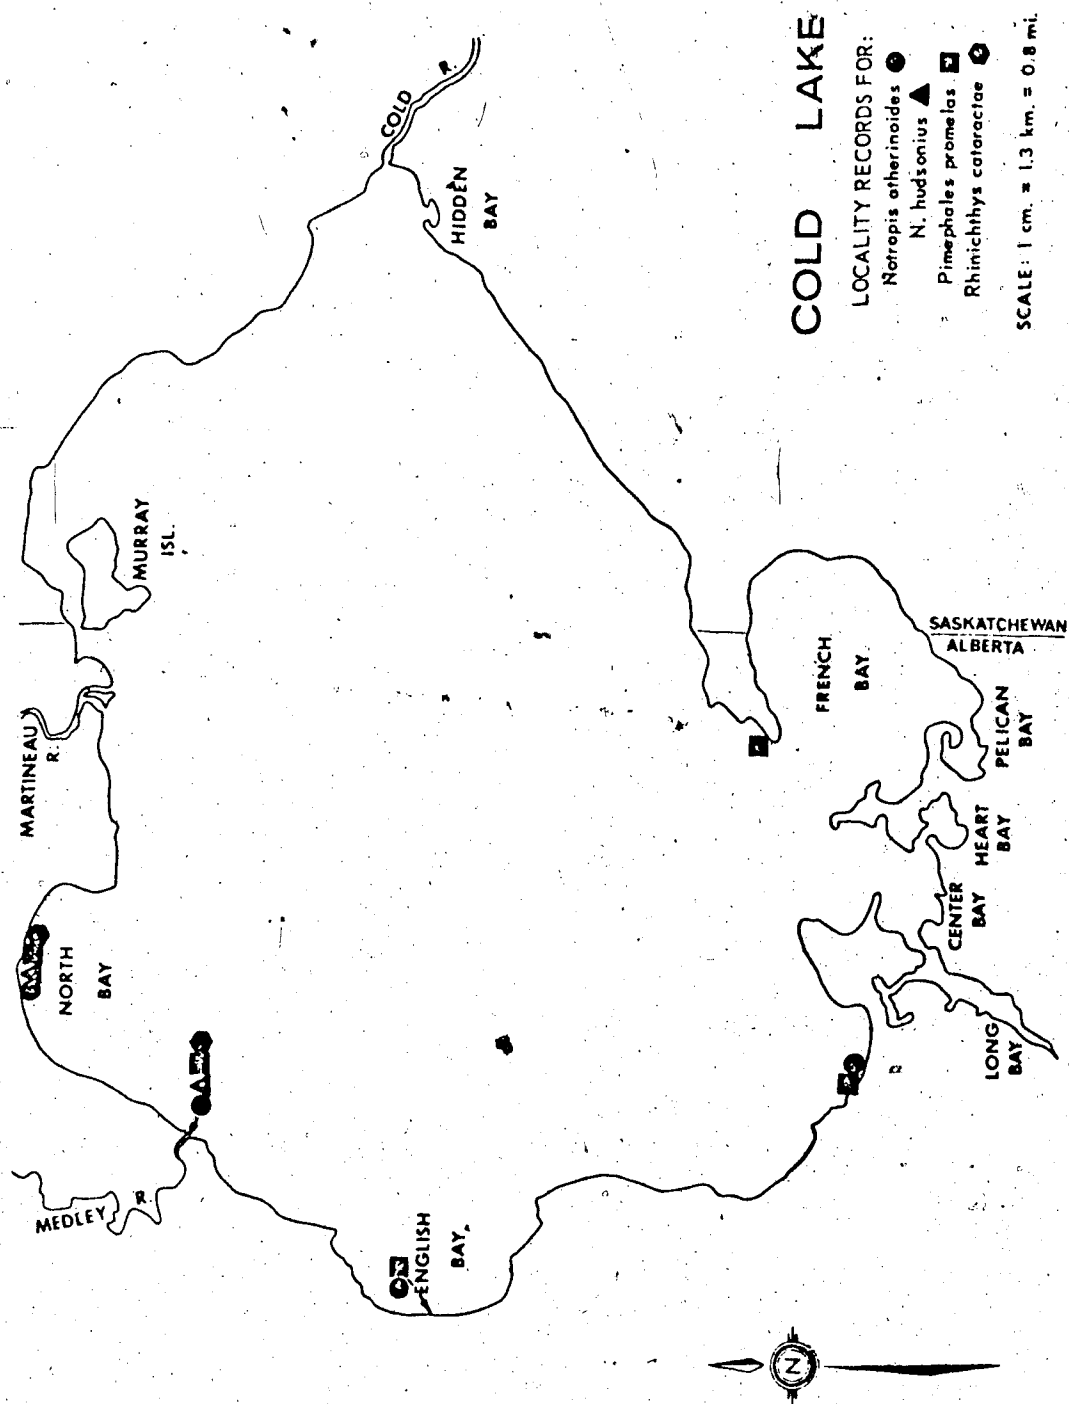 COLD LAKE
LOCALITY RECORDS FOR:
Notropis atherinoides
N. hudsonius
Pimephales promelas
Rhinichthys cataractae
SCALE: 1 cm. = 1.3 km. = 0.8 mi.
COLD R.
HIDDEN
BAY
MURRAY
ISL.
MARTINEAU
R.
NORTH
BAY
MEDLEY R.
ENGLISH
BAY
FRENCH
BAY
SASKATCHEWAN
ALBERTA
PELICAN
BAY
HEART
BAY
CENTER
BAY
LONG
BAY
N